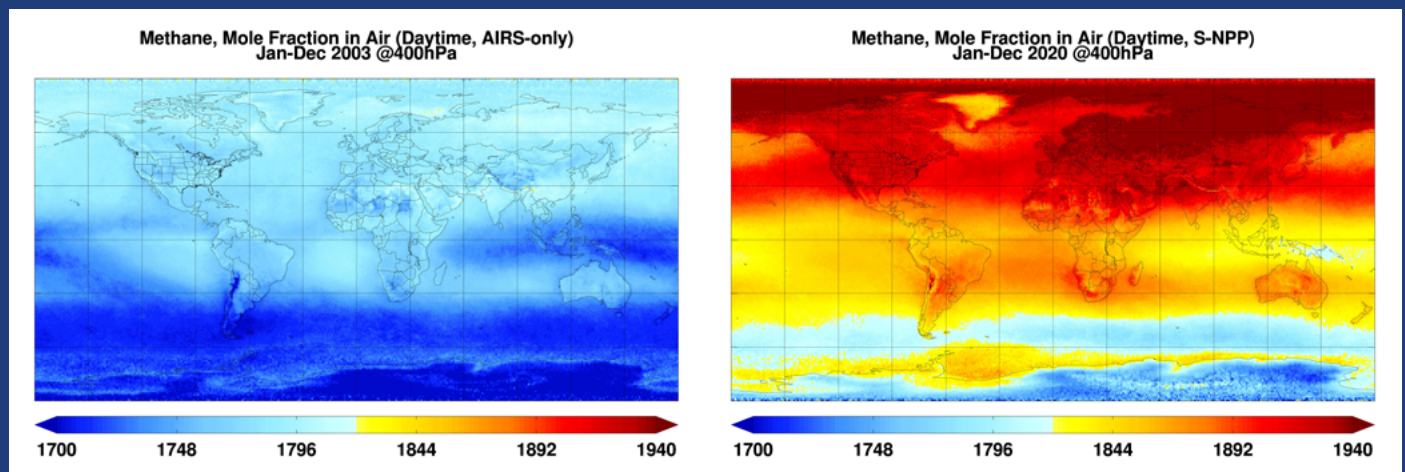 Methane, Mole Fraction in Air (Daytime, AIRS-only)
Jan-Dec 2003 @400hPa
1700 1748 1796 1844 1892 1940
Methane, Mole Fraction in Air (Daytime, S-NPP)
Jan-Dec 2020 @400hPa
1700 1748 1796 1844 1892 1940